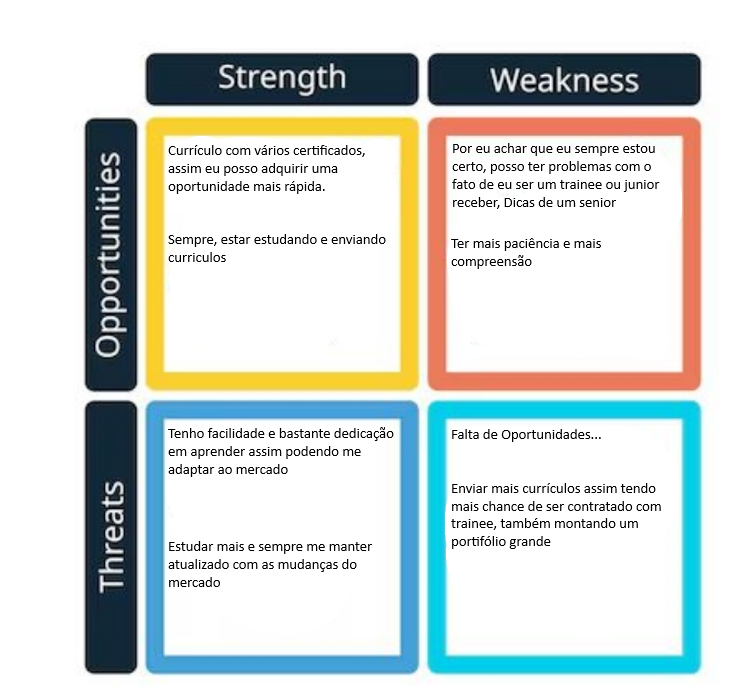 Strength
Weakness
Opportunities
Currículo com vários certificados,
assim eu posso adquirir uma
oportunidade mais rápida.
Sempre, estar estudando e enviando
curriculos
Por eu achar que eu sempre estou
certo, posso ter problemas com o
fato de eu ser um trainee ou junior
receber, Dicas de um senior
Ter mais paciência e mais
compreensão
Threats
Tenho facilidade e bastante dedicação
em aprender assim podendo me
adaptar ao mercado
Estudar mais e sempre me manter
atualizado com as mudanças do
mercado
Falta de Oportunidades...
Enviar mais currículos assim tendo
mais chance de ser contratado com
trainee, também montando um
portifólio grande